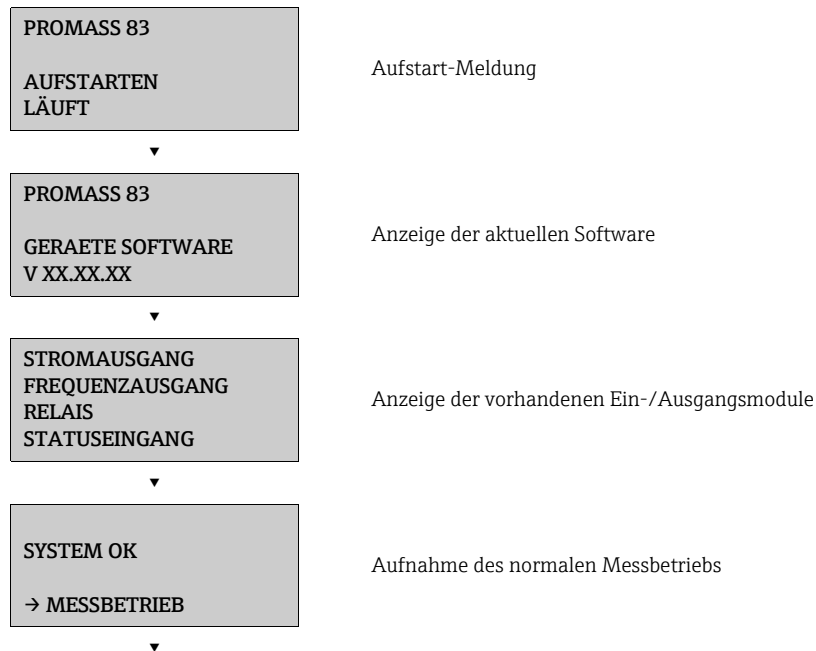 PROMASS 83
AUFSTARTEN
LÄUFT
Aufstart-Meldung
▼
PROMASS 83
GERAETE SOFTWARE
V XX.XX.XX
Anzeige der aktuellen Software
▼
STROMAUSGANG
FREQUENZAUSGANG
RELAIS
STATUSEINGANG
Anzeige der vorhandenen Ein-/Ausgangsmodule
▼
SYSTEM OK
→ MESSBETRIEB
Aufnahme des normalen Messbetriebs
▼